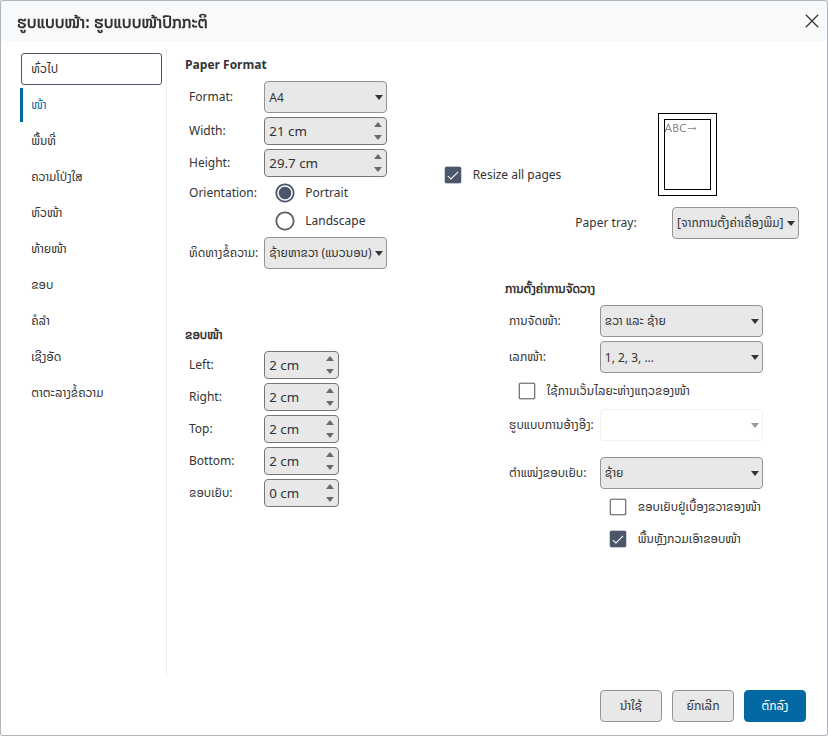 ຮູບແບບໜ້າ: ຮູບແບບໜ້າປົກກະຕິ
ທົ່ວໄປ
ໜ້າ
ພື້ນທີ່
ຄວາມໂປ່ງໃສ
ຫົວໜ້າ
ທ້າຍໜ້າ
ຂອບ
ຄໍລຳ
ເຊີງອັດ
ຕາຕະລາງຂໍ້ຄວາມ
Paper Format
Format: A4
Width: 21 cm
Height: 29.7 cm
Orientation: Portrait
Landscape
ທິດທາງຂໍ້ຄວາມ: ຊ້າຍຫາຂວາ (ແນວນອນ)
Resize all pages
ABC→
Paper tray: [ຈາກການຕັ້ງຄ່າເຄື່ອງພິມ]
ຂອບໜ້າ
Left: 2 cm
Right: 2 cm
Top: 2 cm
Bottom: 2 cm
ຂອບເຍັບ: 0 cm
ການຕັ້ງຄ່າການຈັດວາງ
ການຈັດໜ້າ: ຂວາ ແລະ ຊ້າຍ
ເລກໜ້າ: 1, 2, 3, ...
ໃຊ້ການເວັ້ນໄລຍະຫ່າງແຖວຂອງໜ້າ
ຮູບແບບການອ້າງອີງ:
ຕຳແໜ່ງຂອບເຍັບ: ຊ້າຍ
ຂອບເຍັບຢູ່ເບື້ອງຂວາຂອງໜ້າ
ພື້ນຫຼັງກວມເອົາຂອບໜ້າ
ນຳໃຊ້
ຍົກເລີກ
ຕົກລົງ